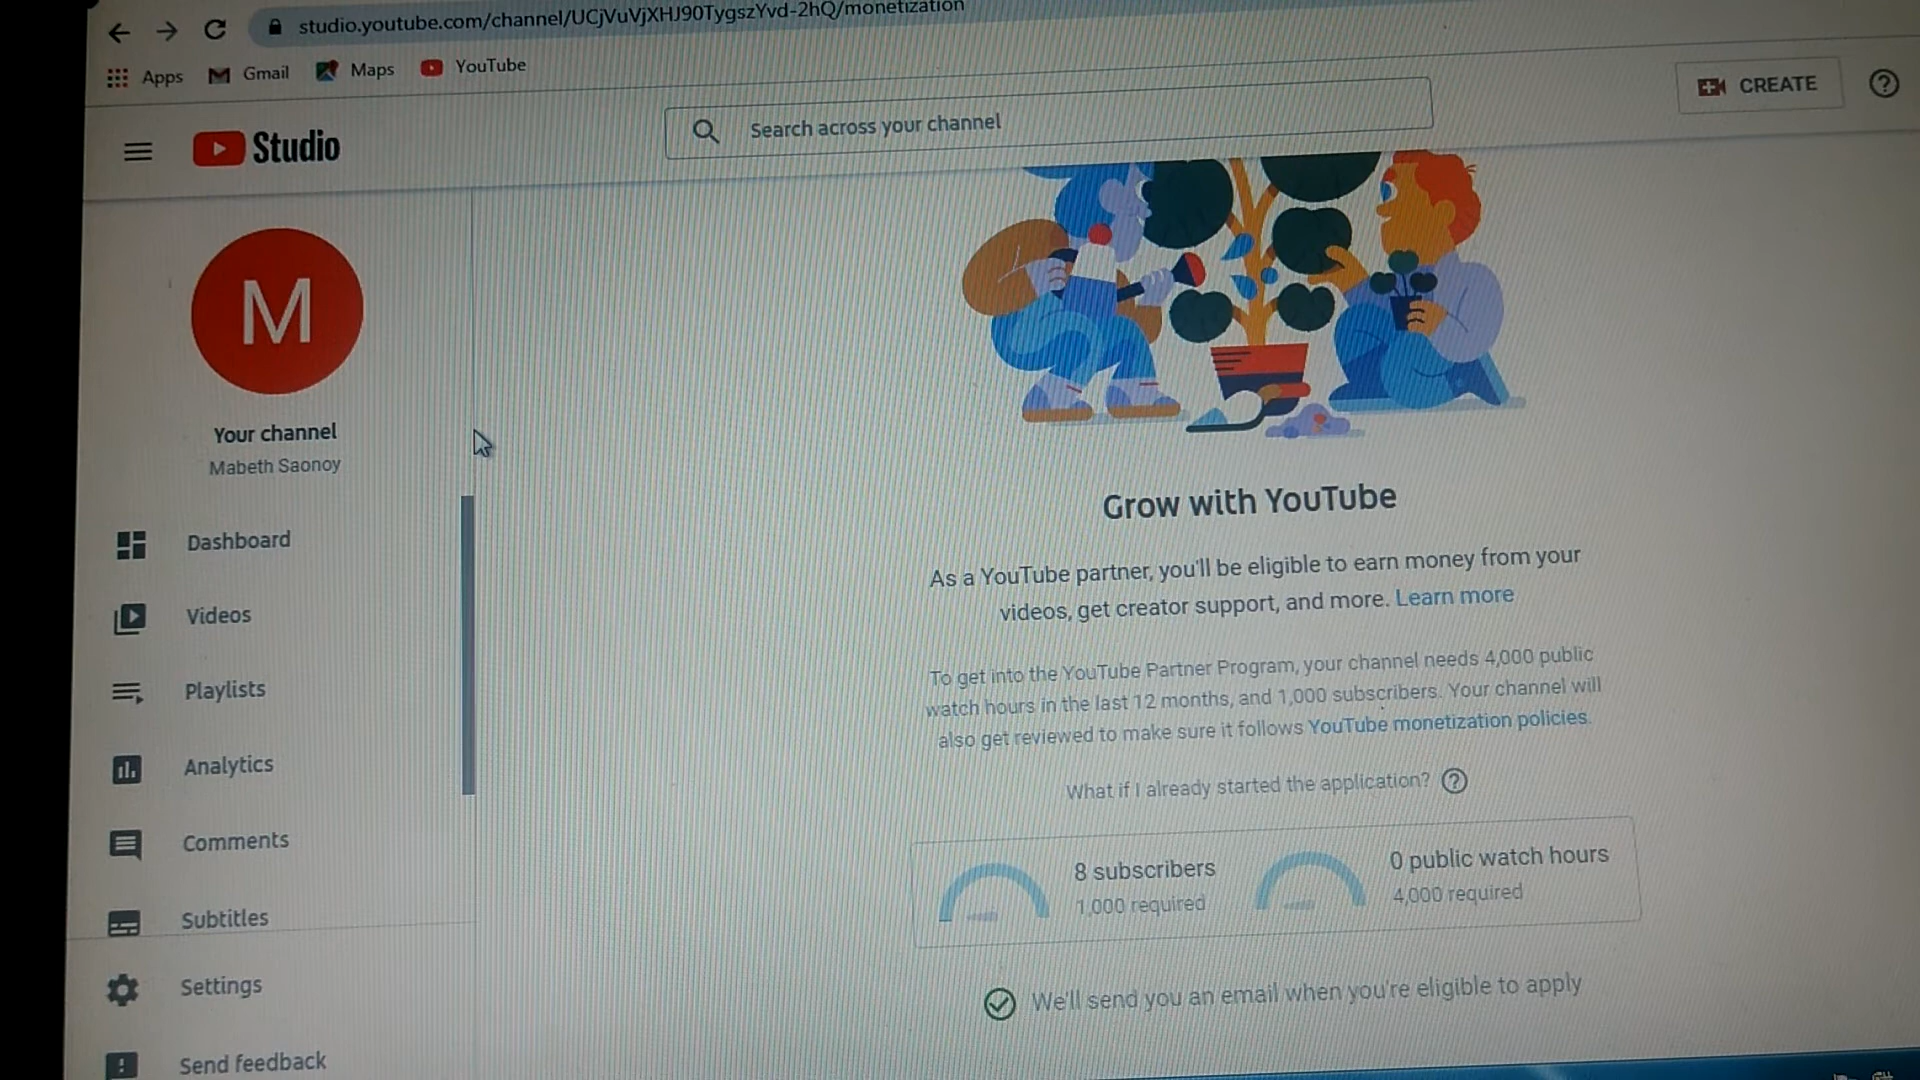 studio.youtube.com/channel/UCjVuVjXHJ90TygszYvd-2hQ/monetization
Apps Gmail Maps YouTube
Studio
Search across your channel
CREATE
M
Your channel
Mabeth Saonoy
Dashboard
Videos
Playlists
Analytics
Comments
Subtitles
Settings
Send feedback
Grow with YouTube
As a YouTube partner, you'll be eligible to earn money from your
videos, get creator support, and more. Learn more
To get into the YouTube Partner Program, your channel needs 4,000 public
watch hours in the last 12 months, and 1,000 subscribers. Your channel will
also get reviewed to make sure it follows YouTube monetization policies.
What if I already started the application?
8 subscribers
1,000 required
0 public watch hours
4,000 required
We'll send you an email when you're eligible to apply